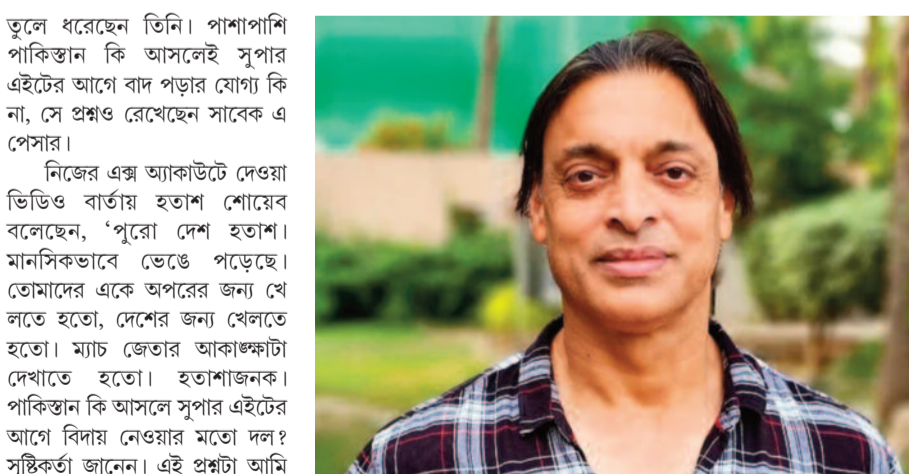 তুলে ধরেছেন তিনি। পাশাপাশি
পাকিস্তান কি আসলেই সুপার
এইটের আগে বাদ পড়ার যোগ্য কি
না, সে প্রশ্নও রেখেছেন সাবেক এ
পেসার।
নিজের এক্স অ্যাকাউটে দেওয়া
ভিডিও বার্তায় হতাশ শোয়েব
বলেছেন, ‘পুরো দেশ হতাশ।
মানসিকভাবে ভেঙে পড়েছে।
তোমাদের একে অপরের জন্য খে
লতে হতো, দেশের জন্য খেলতে
হতো। ম্যাচ জেতার আকাঙ্ক্ষাটা
দেখাতে হতো। হতাশাজনক।
পাকিস্তান কি আসলে সুপার এইটের
আগে বিদায় নেওয়ার মতো দল?
সৃষ্টিকর্তা জানেন। এই প্রশ্নটা আমি